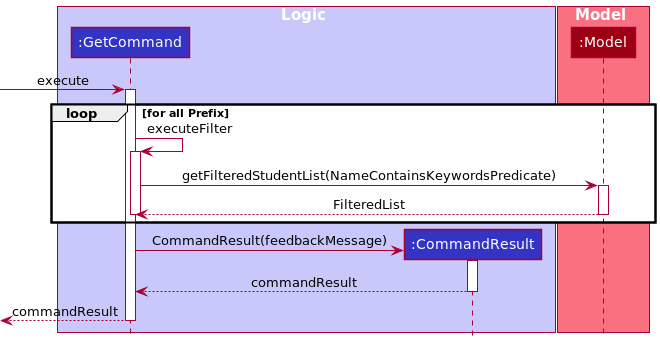 Logic
Model
:GetCommand
:Model
execute
loop
[for all Prefix]
executeFilter
getFilteredStudentList(NameContainsKeywordsPredicate)
FilteredList
CommandResult(feedbackMessage)
:CommandResult
commandResult
commandResult